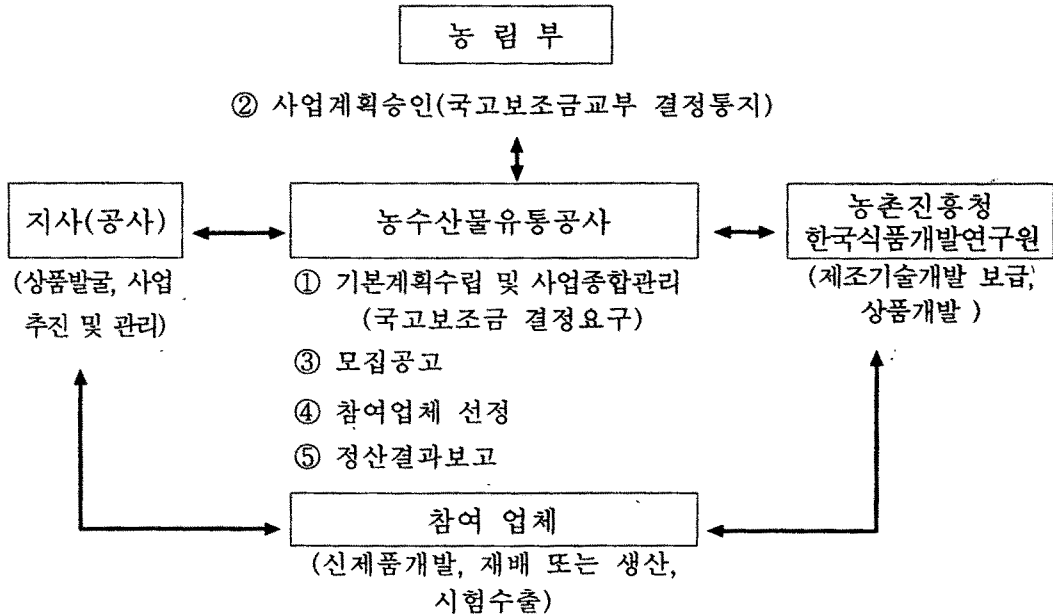 농 림 부
② 사업계획승인(국고보조금교부 결정통지)
지사(공사)
(상품발굴, 사업
추진 및 관리)
농수산물유통공사
① 기본계획수립 및 사업종합관리
(국고보조금 결정요구)
③ 모집공고
④ 참여업체 선정
⑤ 정산결과보고
농촌진흥청
한국식품개발연구원
(제조기술개발 보급,
상품개발 )
참여 업체
(신제품개발, 재배 또는 생산,
시험수출)